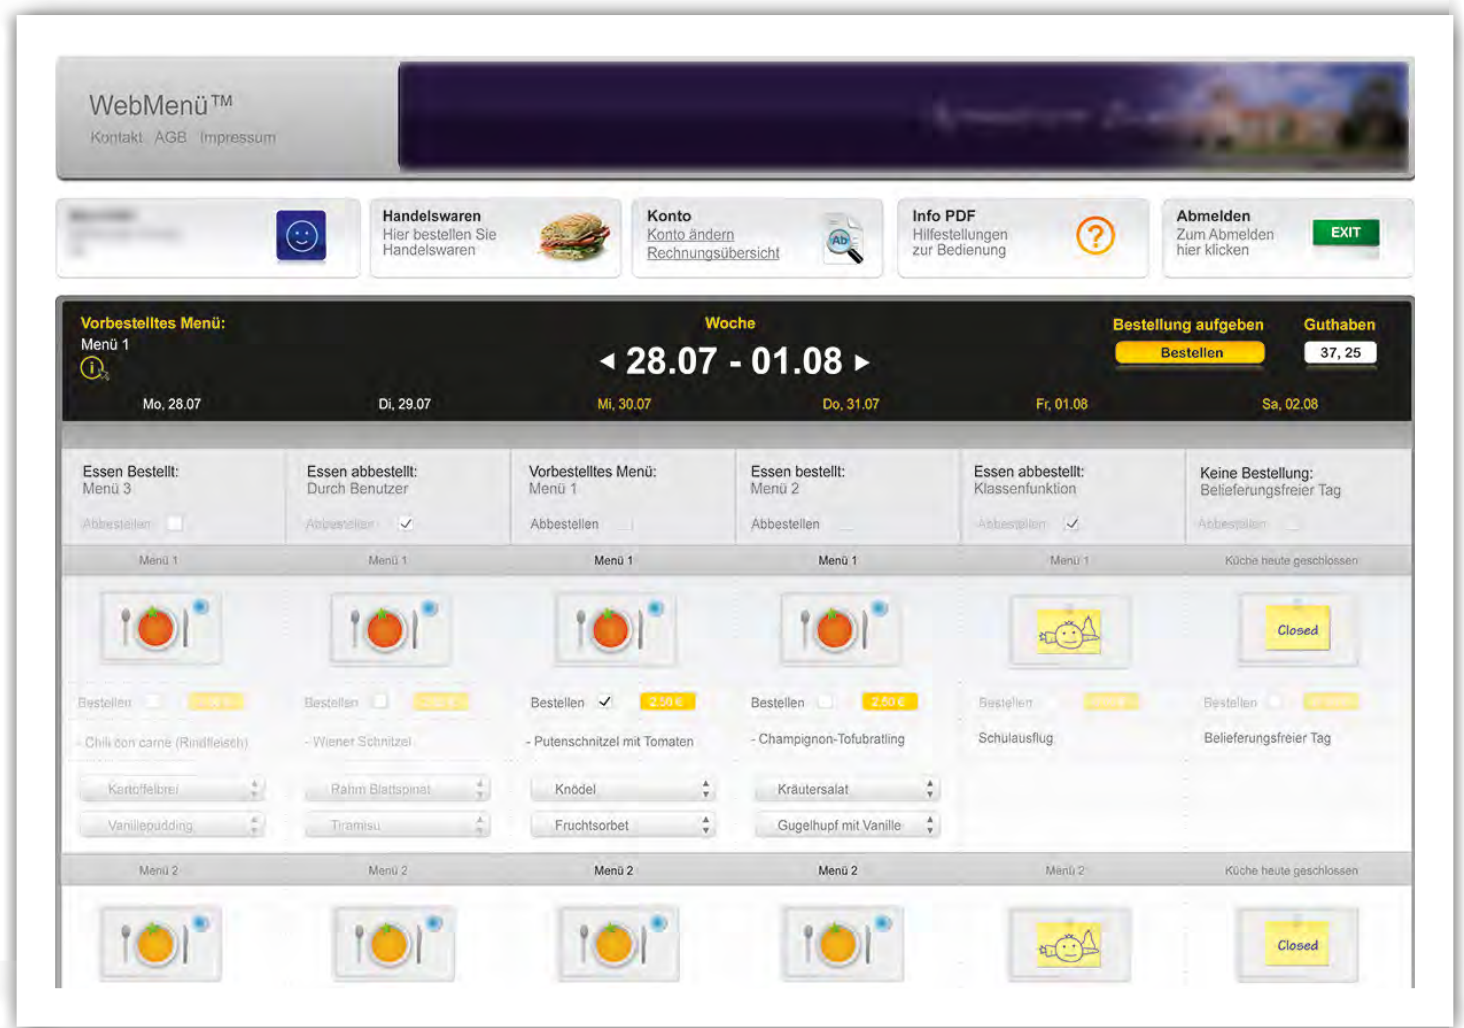 WebMenü™
Kontakt AGB Impressum
Handelswaren
Hier bestellen Sie
Handelswaren
Konto
Konto ändern
Rechnungsübersicht
Ab
Info PDF
Hilfestellungen
zur Bedienung
?
Abmelden
Zum Abmelden
hier klicken
EXIT
Vorbestelltes Menü:
Menü 1
i
Woche
28.07 - 01.08
Bestellung aufgeben
Bestellen
Guthaben
37, 25
Mo, 28.07 Di, 29.07 Mi, 30.07 Do, 31.07 Fr, 01.08 Sa, 02.08
Essen Bestellt: Essen abbestellt: Vorbestelltes Menü: Essen bestellt: Essen abbestellt: Keine Bestellung:
Menü 3 Durch Benutzer Menü 1 Menü 2 Klassenfunktion Belieferungsfreier Tag
Abbestellen Abbestellen Abbestellen Abbestellen Abbestellen Abbestellen
Menü 1 Menü 1 Menü 1 Menü 1 Menü 1 Küche heute geschlossen
Closed
Bestellen Bestellen Bestellen 2.50 € Bestellen 2.50 € Bestellen Bestellen
- Chili con carne (Rindfleisch) - Wiener Schnitzel - Putenschnitzel mit Tomaten - Champignon-Tofubratling Schulausflug Belieferungsfreier Tag
Kartoffelbrei Rahm Blattspinat Knödel Kräutersalat
Vanillepudding Tiramisu Fruchtsorbet Gugelhupf mit Vanille
Menü 2 Menü 2 Menü 2 Menü 2 Menü 2 Küche heute geschlossen
Closed